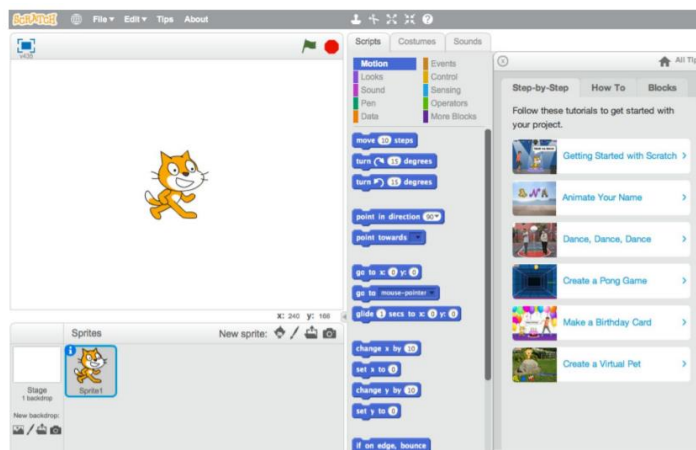 SCRATCH File▼ Edit▼ Tips About
v435
Scripts Costumes Sounds
Motion Events
Looks Control
Sound Sensing
Pen Operators
Data More Blocks
move 10 steps
turn ↻ 15 degrees
turn ↺ 15 degrees
point in direction 90▼
point towards
go to x: 0 y: 0
go to mouse-pointer
glide 1 secs to x: 0 y: 0
change x by 10
set x to 0
change y by 10
set y to 0
if on edge, bounce
X: 240 y: 166
Sprites New sprite:
Stage
1 backdrop
New backdrop:
Sprite1
All Tip
Step-by-Step How To Blocks
Follow these tutorials to get started with
your project.
Getting Started with Scratch >
Animate Your Name >
Dance, Dance, Dance >
Create a Pong Game >
Make a Birthday Card >
Create a Virtual Pet >